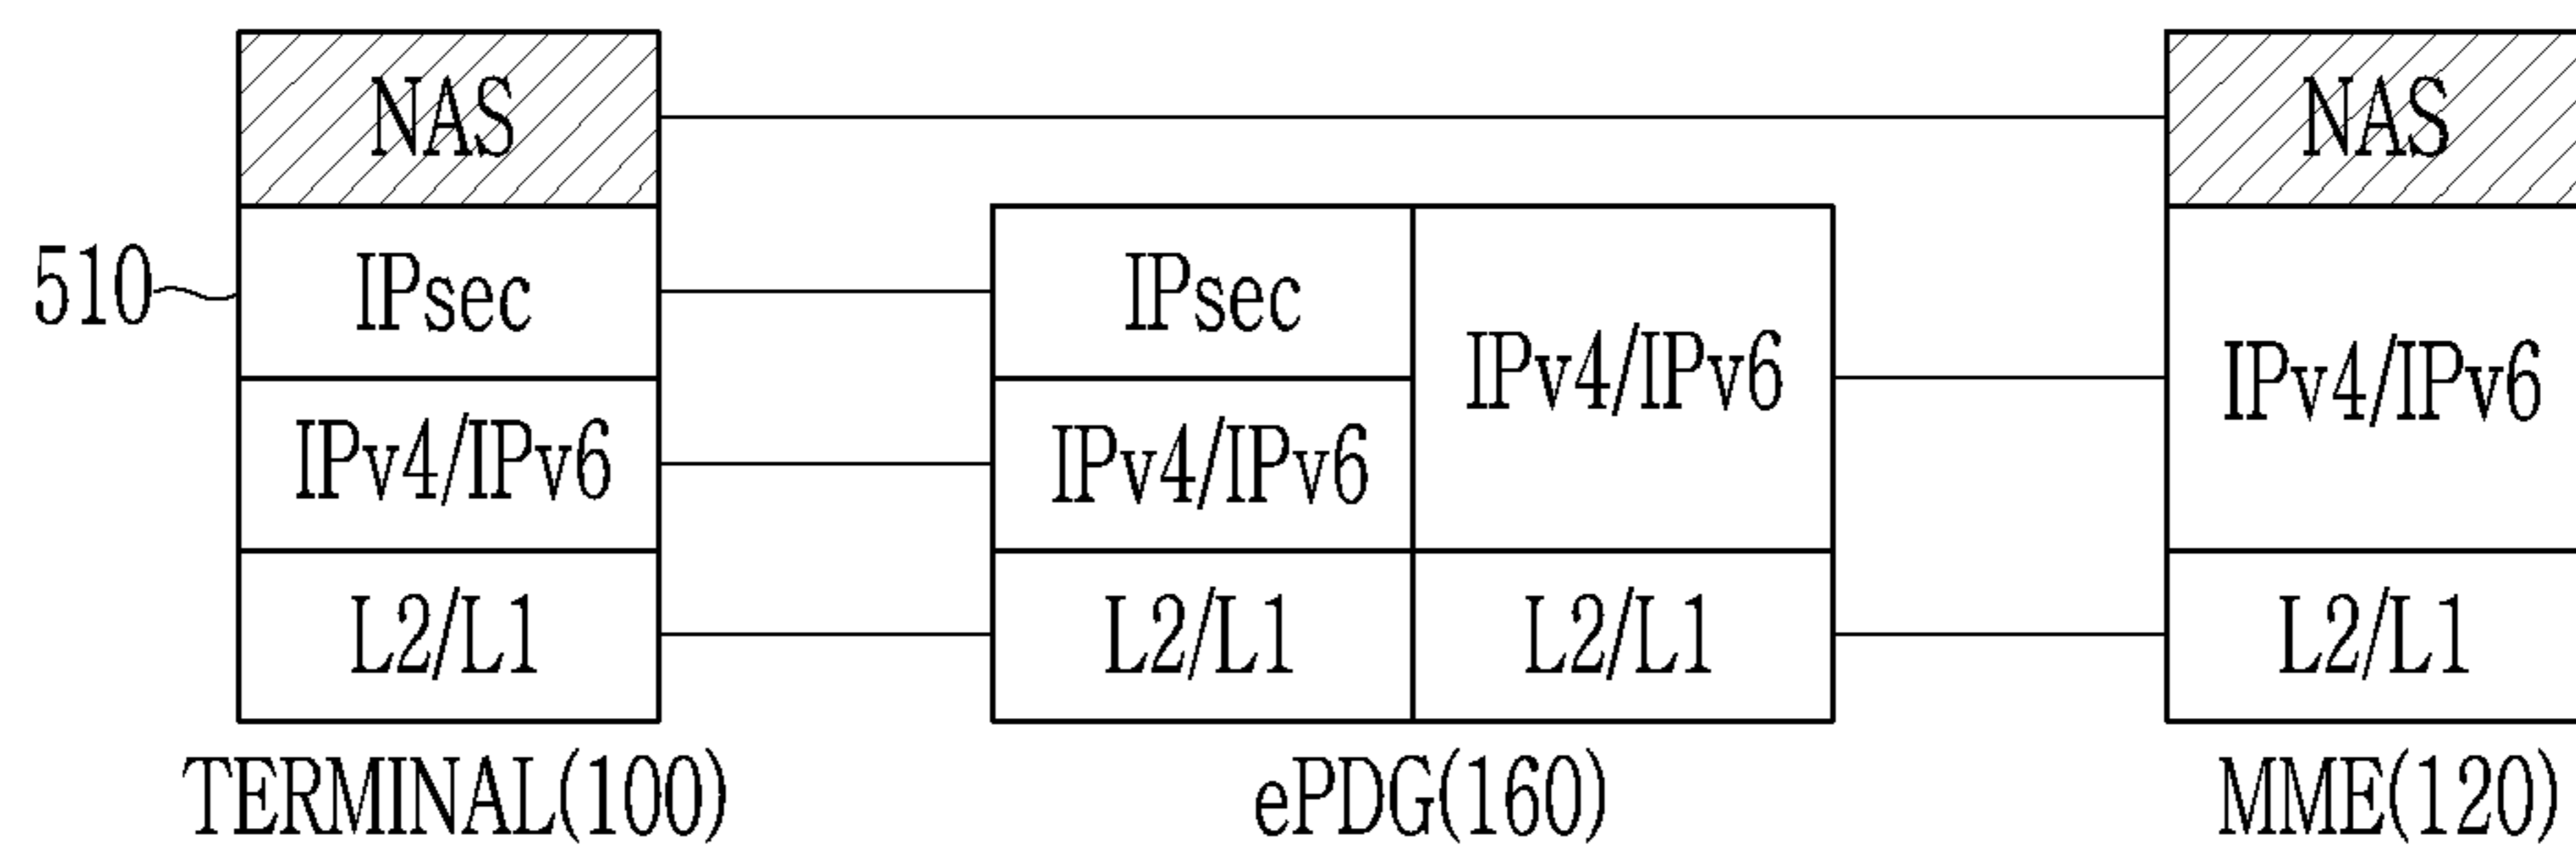 NAS
NAS
510
IPsec
IPsec
IPv4/IPv6
IPv4/IPv6
IPv4/IPv6
IPv4/IPv6
L2/L1
L2/L1
L2/L1
L2/L1
TERMINAL(100)
ePDG(160)
MME(120)